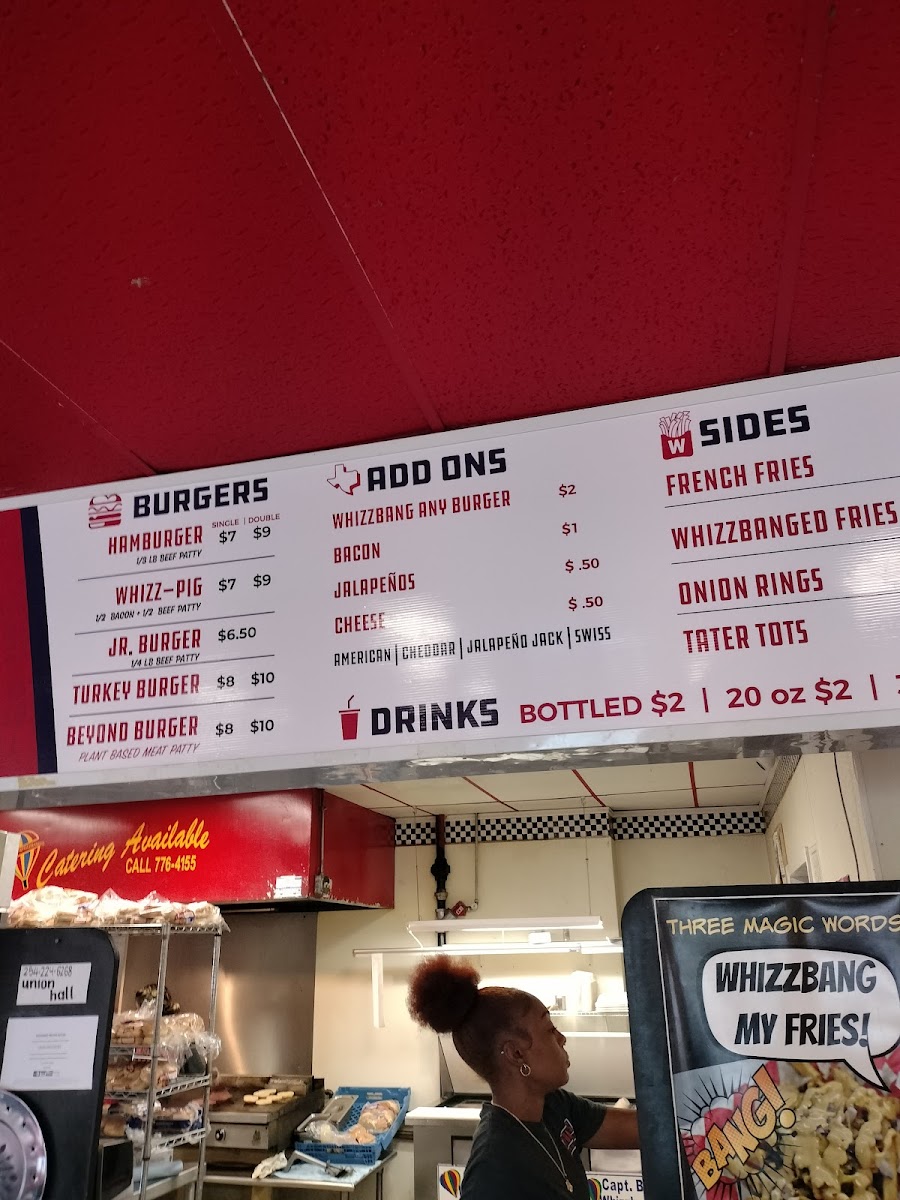 BURGERS
SINGLE | DOUBLE
HAMBURGER $7 $9
1/3 LB BEEF PATTY
WHIZZ-PIG $7 $9
1/2 BACON + 1/2 BEEF PATTY
JR. BURGER $6.50
1/4 LB BEEF PATTY
TURKEY BURGER $8 $10
BEYOND BURGER $8 $10
PLANT BASED MEAT PATTY
ADD ONS
WHIZZBANG ANY BURGER $2
BACON $1
JALAPEÑOS $ .50
CHEESE $ .50
AMERICAN | CHEDDAR | JALAPEÑO JACK | SWISS
W SIDES
FRENCH FRIES
WHIZZBANGED FRIES
ONION RINGS
TATER TOTS
DRINKS BOTTLED $2 | 20 oz $2 |
Catering Available
CALL 776-4155
254-224-6268
union
hall
THREE MAGIC WORDS
WHIZZBANG
MY FRIES!
BANG!
Capt. B